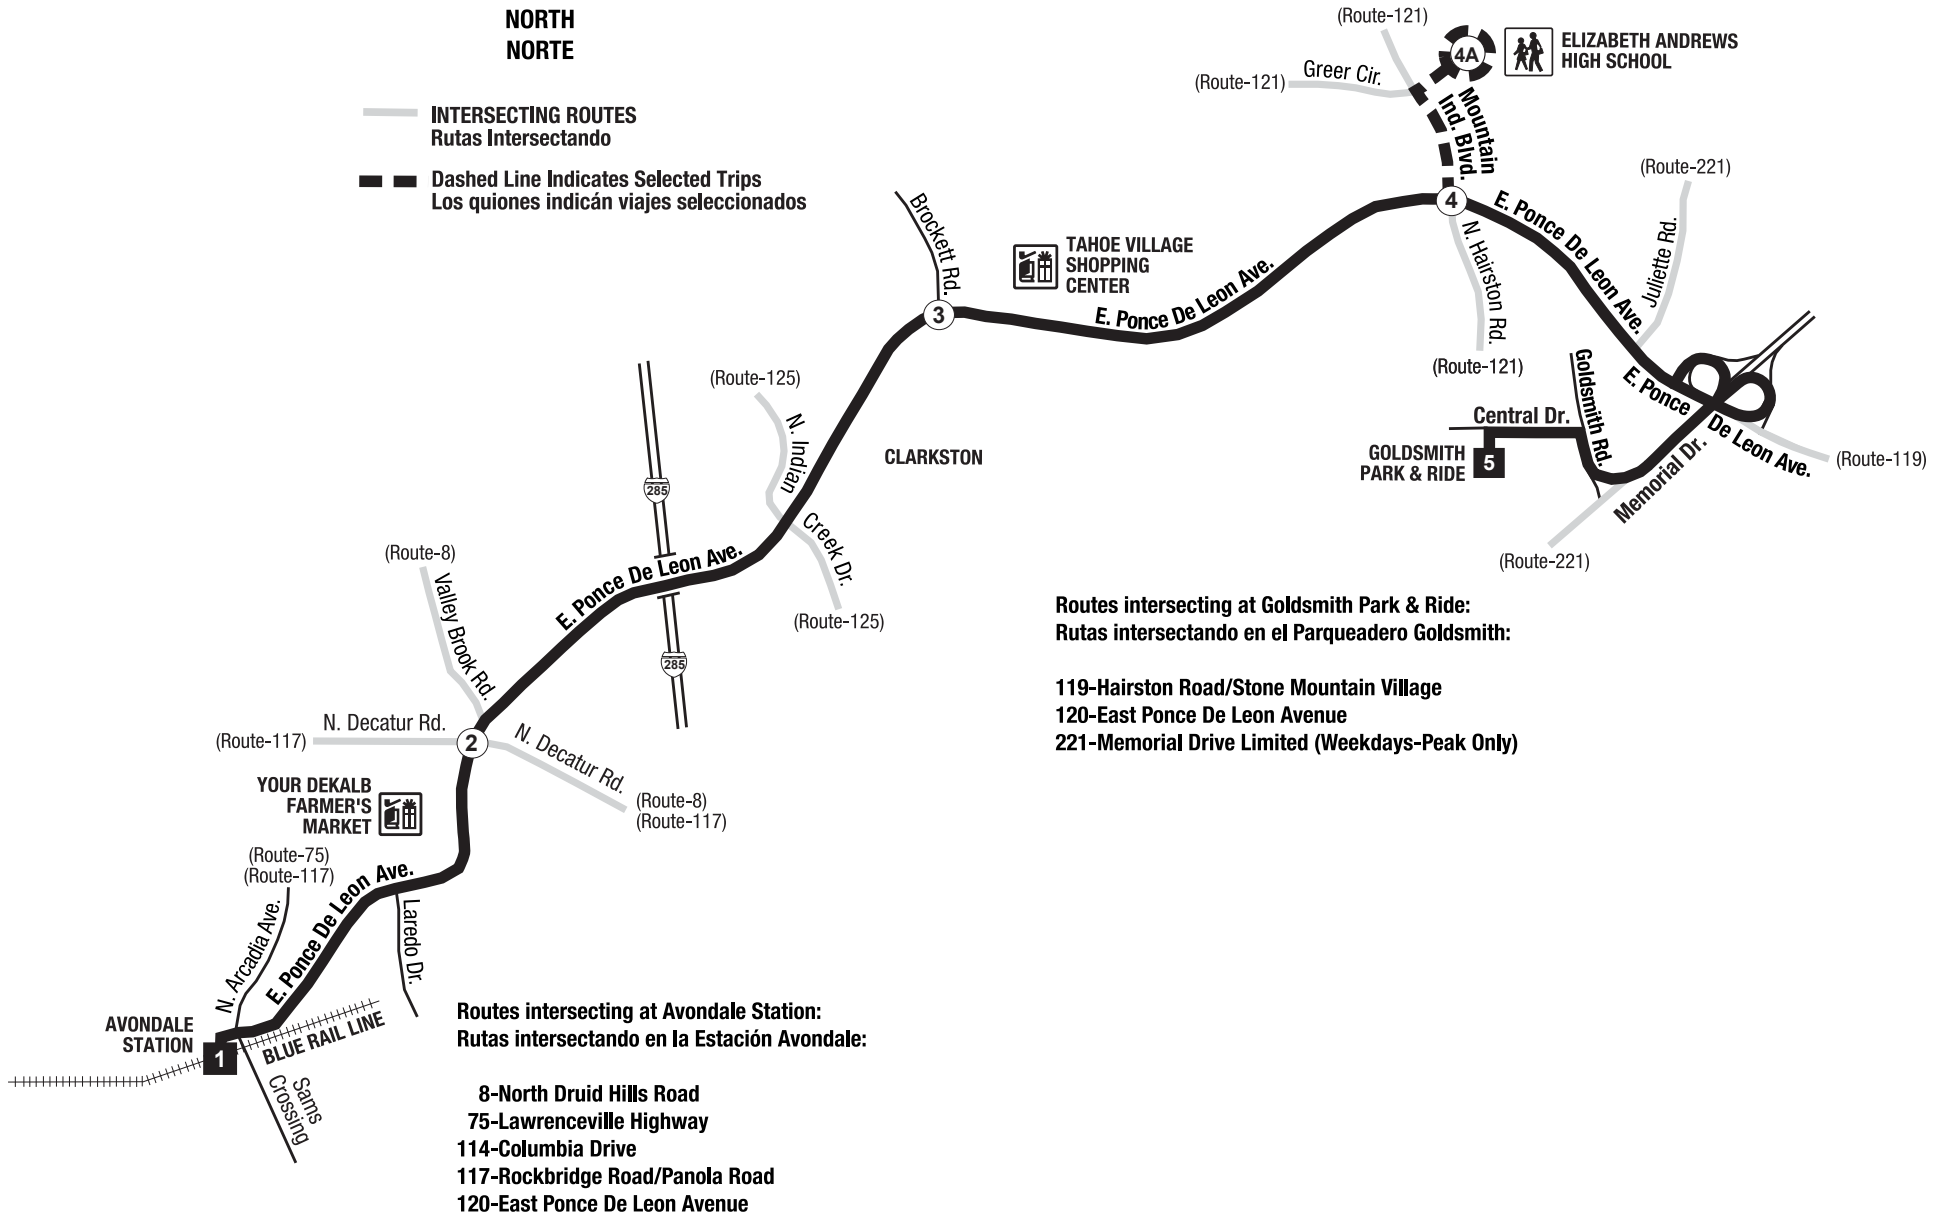 NORTH
NORTE
INTERSECTING ROUTES
Rutas Intersectando
Dashed Line Indicates Selected Trips
Los quiones indicán viajes seleccionados
(Route-121)
4A
ELIZABETH ANDREWS
HIGH SCHOOL
Greer Cir.
(Route-121)
Mountain
Ind. Blvd.
(Route-221)
Brockett Rd.
4
E. Ponce De Leon Ave.
Juliette Rd.
TAHOE VILLAGE
SHOPPING
CENTER
N. Hairston Rd.
E. Ponce De Leon Ave.
3
(Route-121)
(Route-125)
Goldsmith Rd.
E. Ponce
De Leon Ave.
Central Dr.
N. Indian
Creek Dr.
CLARKSTON
GOLDSMITH
PARK & RIDE
5
Memorial Dr.
(Route-119)
285
(Route-8)
E. Ponce De Leon Ave.
(Route-221)
Valley Brook Rd.
(Route-125)
285
Routes intersecting at Goldsmith Park & Ride:
Rutas intersectando en el Parqueadero Goldsmith:
119-Hairston Road/Stone Mountain Village
120-East Ponce De Leon Avenue
221-Memorial Drive Limited (Weekdays-Peak Only)
N. Decatur Rd.
(Route-117)
2
N. Decatur Rd.
(Route-8)
(Route-117)
YOUR DEKALB
FARMER'S
MARKET
(Route-75)
(Route-117)
E. Ponce De Leon Ave.
N. Arcadia Ave.
Laredo Dr.
AVONDALE
STATION
1
BLUE RAIL LINE
Sams
Crossing
Routes intersecting at Avondale Station:
Rutas intersectando en la Estación Avondale:
8-North Druid Hills Road
75-Lawrenceville Highway
114-Columbia Drive
117-Rockbridge Road/Panola Road
120-East Ponce De Leon Avenue